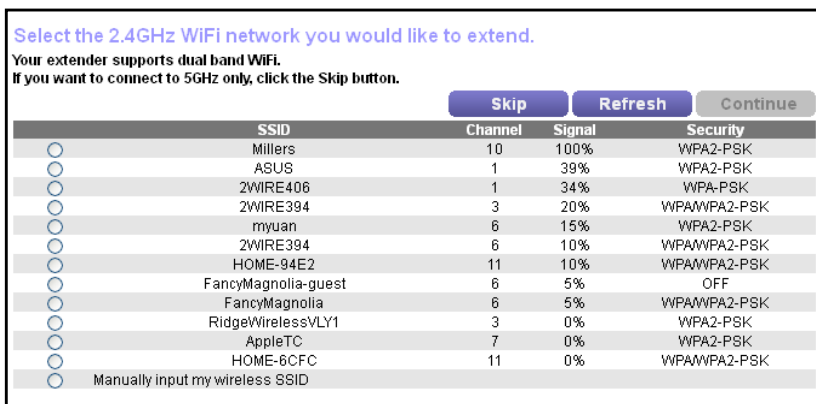 Select the 2.4GHz WiFi network you would like to extend.
Your extender supports dual band WiFi.
If you want to connect to 5GHz only, click the Skip button.
Skip Refresh Continue
SSID Channel Signal Security
Millers 10 100% WPA2-PSK
ASUS 1 39% WPA2-PSK
2WIRE406 1 34% WPA-PSK
2WIRE394 3 20% WPA/WPA2-PSK
myuan 6 15% WPA2-PSK
2WIRE394 6 10% WPA/WPA2-PSK
HOME-94E2 11 10% WPA/WPA2-PSK
FancyMagnolia-guest 6 5% OFF
FancyMagnolia 6 5% WPA/WPA2-PSK
RidgeWirelessVLY1 3 0% WPA2-PSK
AppleTC 7 0% WPA2-PSK
HOME-6CFC 11 0% WPA/WPA2-PSK
Manually input my wireless SSID